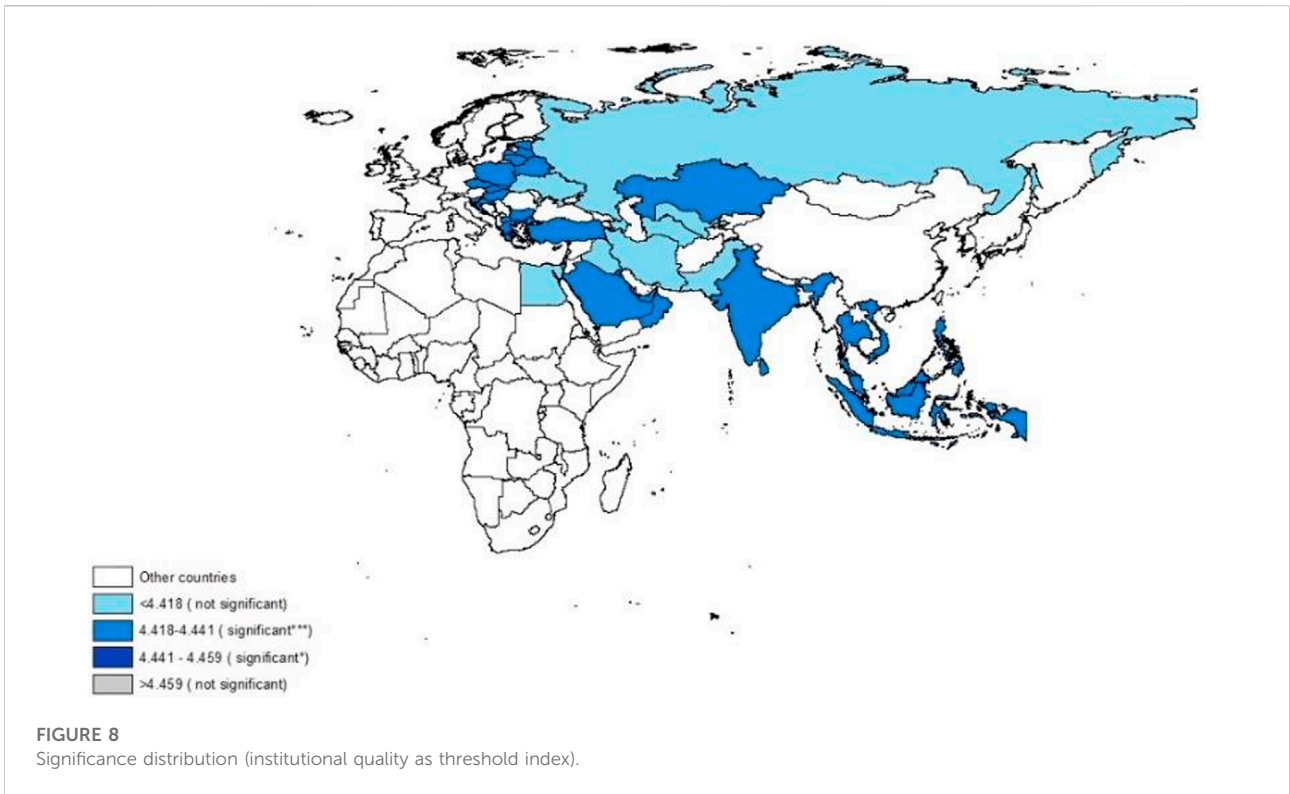 Other countries
<4.418 ( not significant)
4.418-4.441 ( significant***)
4.441 - 4.459 ( significant*)
>4.459 ( not significant)
FIGURE 8
Significance distribution (institutional quality as threshold index).